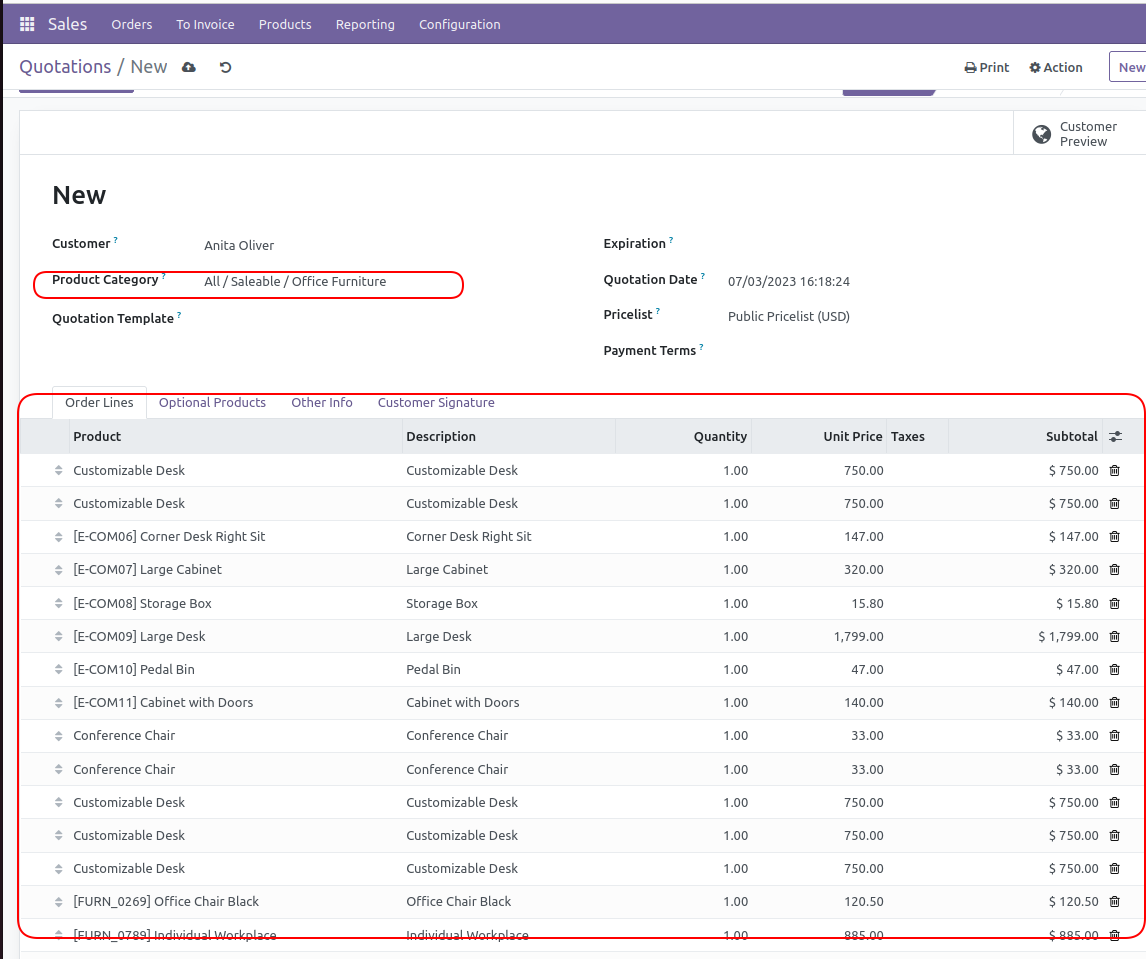 Sales Orders To Invoice Products Reporting Configuration
Quotations / New Print Action New
Customer
Preview
New
Customer ? Anita Oliver
Expiration ?
Product Category ? All / Saleable / Office Furniture
Quotation Date ? 07/03/2023 16:18:24
Quotation Template ?
Pricelist ? Public Pricelist (USD)
Payment Terms ?
Order Lines Optional Products Other Info Customer Signature
Product Description Quantity Unit Price Taxes Subtotal
Customizable Desk Customizable Desk 1.00 750.00 $ 750.00
Customizable Desk Customizable Desk 1.00 750.00 $ 750.00
[E-COM06] Corner Desk Right Sit Corner Desk Right Sit 1.00 147.00 $ 147.00
[E-COM07] Large Cabinet Large Cabinet 1.00 320.00 $ 320.00
[E-COM08] Storage Box Storage Box 1.00 15.80 $ 15.80
[E-COM09] Large Desk Large Desk 1.00 1,799.00 $ 1,799.00
[E-COM10] Pedal Bin Pedal Bin 1.00 47.00 $ 47.00
[E-COM11] Cabinet with Doors Cabinet with Doors 1.00 140.00 $ 140.00
Conference Chair Conference Chair 1.00 33.00 $ 33.00
Conference Chair Conference Chair 1.00 33.00 $ 33.00
Customizable Desk Customizable Desk 1.00 750.00 $ 750.00
Customizable Desk Customizable Desk 1.00 750.00 $ 750.00
Customizable Desk Customizable Desk 1.00 750.00 $ 750.00
[FURN_0269] Office Chair Black Office Chair Black 1.00 120.50 $ 120.50
[FURN_0789] Individual Workplace Individual Workplace 1.00 885.00 $ 885.00